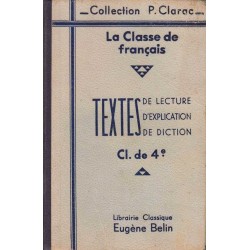 Collection P. Clarac
La Classe de
français
TEXTES
DE LECTURE
D'EXPLICATION
DE DICTION
Cl. de 4e
Librairie Classique
Eugène Belin